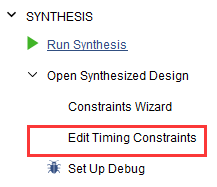 SYNTHESIS
Run Synthesis
Open Synthesized Design
Constraints Wizard
Edit Timing Constraints
Set Up Debug